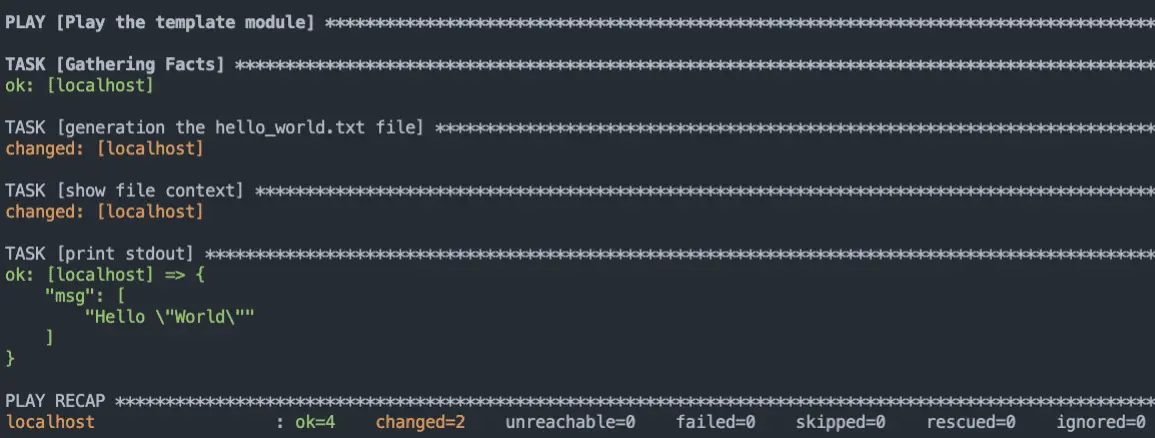 PLAY [Play the template module] ***********************************************************************************
TASK [Gathering Facts] ********************************************************************************************
ok: [localhost]
TASK [generation the hello_world.txt file] ************************************************************************
changed: [localhost]
TASK [show file context] ******************************************************************************************
changed: [localhost]
TASK [print stdout] ***********************************************************************************************
ok: [localhost] => {
    "msg": [
        "Hello \"World\""
    ]
}
PLAY RECAP ********************************************************************************************************
localhost                  : ok=4    changed=2    unreachable=0    failed=0    skipped=0    rescued=0    ignored=0